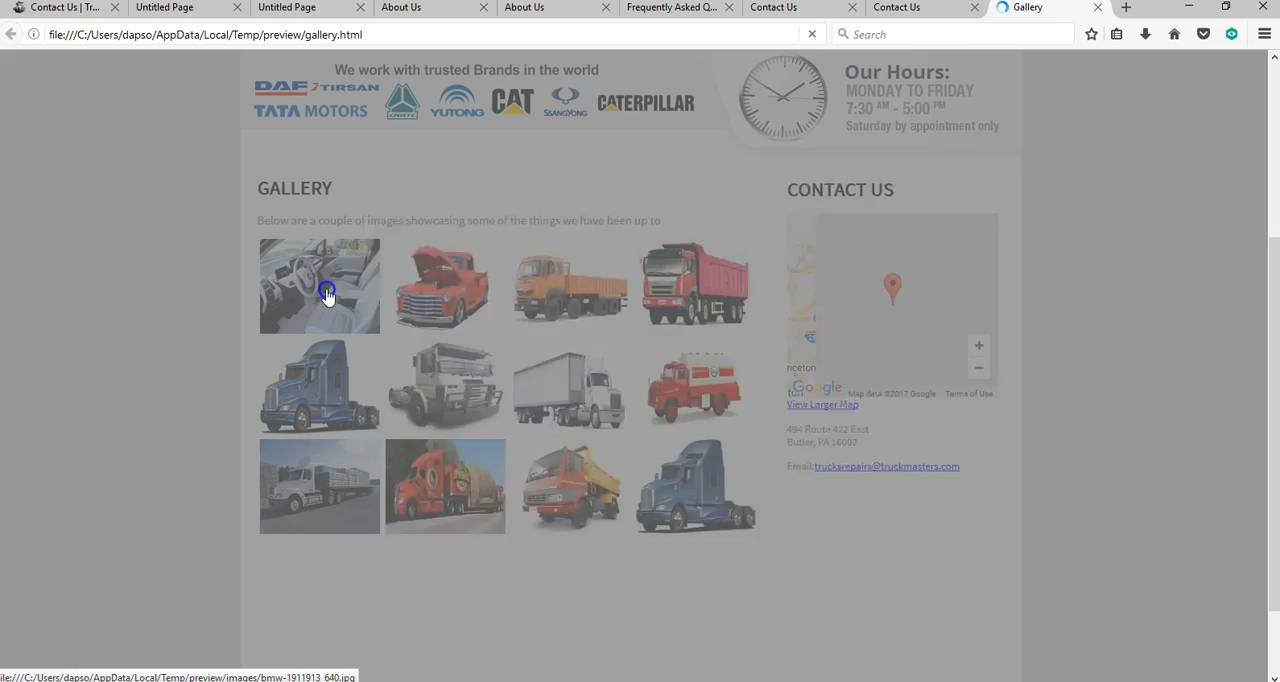 Contact Us | Tr...
Untitled Page
Untitled Page
About Us
About Us
Frequently Asked Q...
Contact Us
Contact Us
Gallery
file:///C:/Users/dapso/AppData/Local/Temp/preview/gallery.html
Search
We work with trusted Brands in the world
DAF TIRSAN
TATA MOTORS
CNHTC
YUTONG
CAT
SSANGYONG
CATERPILLAR
Our Hours:
MONDAY TO FRIDAY
7:30 AM - 5:00 PM
Saturday by appointment only
GALLERY
Below are a couple of images showcasing some of the things we have been up to
CONTACT US
nceton
Google
Map data ©2017 Google
Terms of Use
View Larger Map
494 Route 422 East
Butler, PA 16002
Email:trucksrepairs@truckmasters.com
ile:///C:/Users/dapso/AppData/Local/Temp/preview/images/bmw-1911913_640.jpg